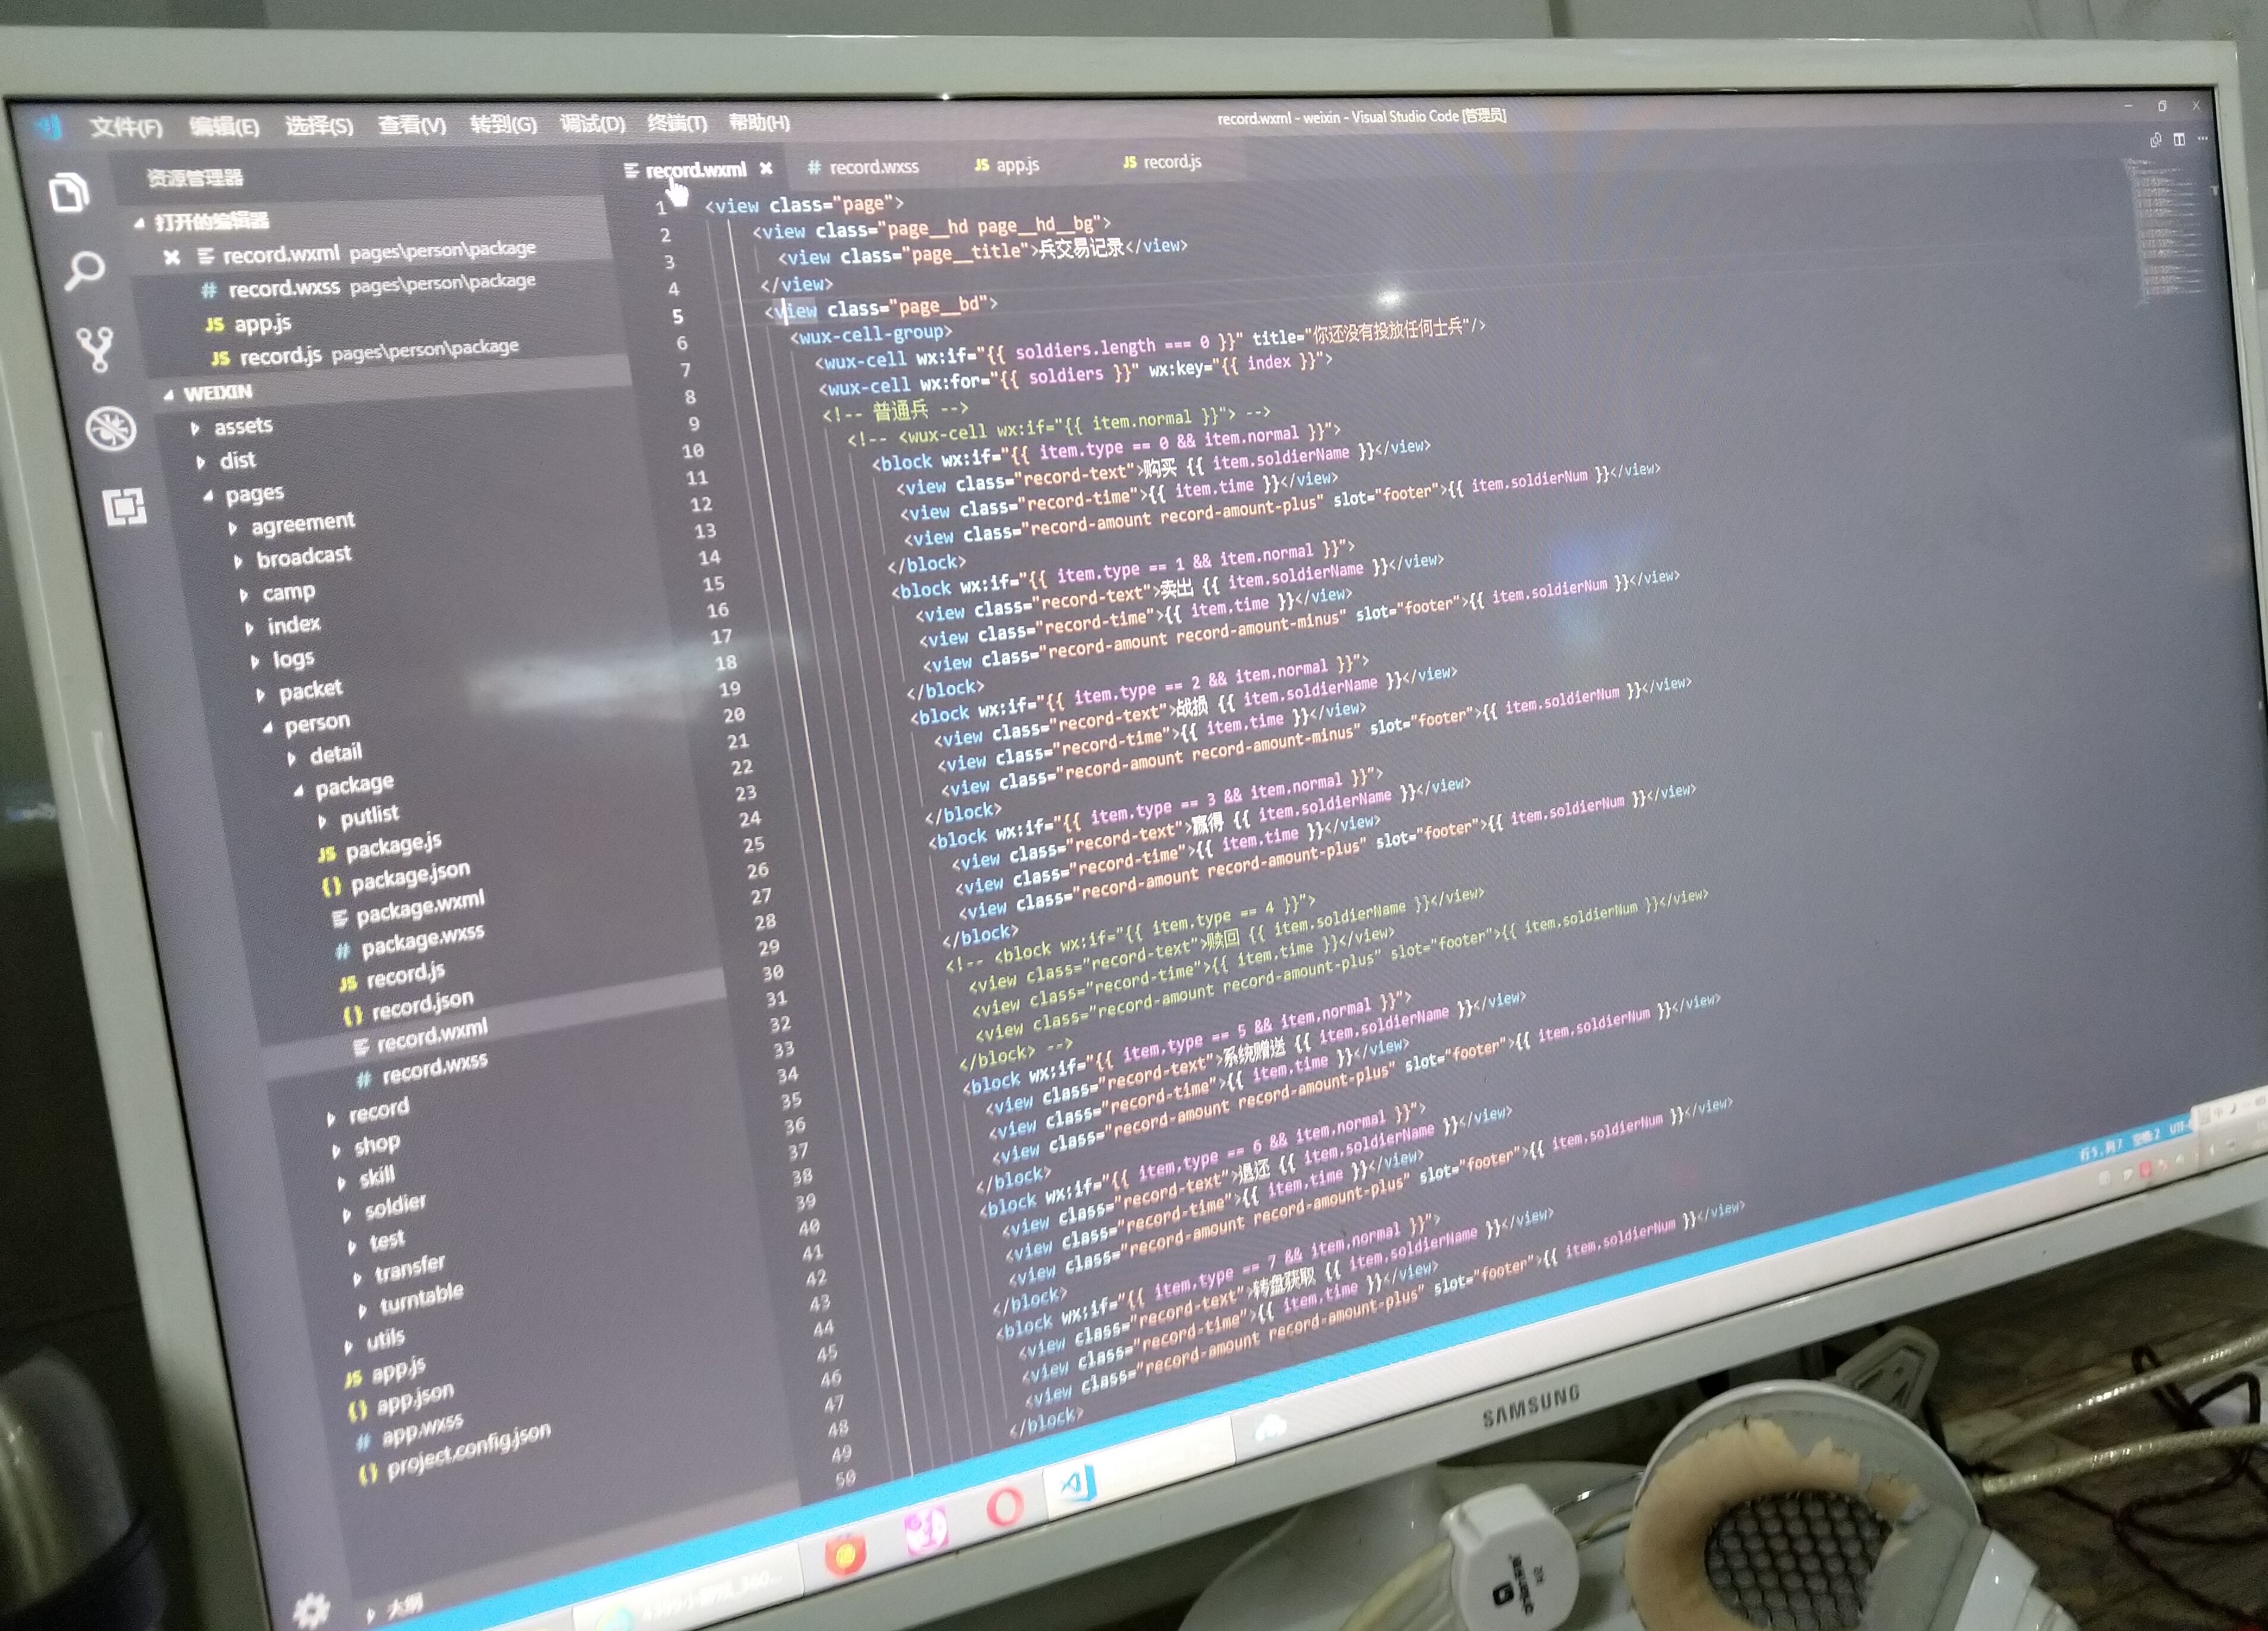 文件(F) 编辑(E) 选择(S) 查看(V) 转到(G) 调试(D) 终端(T) 帮助(H)
record.wxml - weixin - Visual Studio Code [管理员]
资源管理器
打开的编辑器
record.wxml pages\person\package
record.wxss pages\person\package
JS app.js
JS record.js pages\person\package
WEIXIN
assets
dist
pages
agreement
broadcast
camp
index
logs
packet
person
detail
package
putlist
JS package.js
{} package.json
package.wxml
# package.wxss
JS record.js
{} record.json
record.wxml
# record.wxss
record
shop
skill
soldier
test
transfer
turntable
utils
JS app.js
{} app.json
# app.wxss
{} project.config.json
大纲
record.wxml # record.wxss JS app.js JS record.js
1 <view class="page">
2 <view class="page__hd page__hd__bg">
3 <view class="page__title">兵交易记录</view>
4 </view>
5 <view class="page__bd">
6 <wux-cell-group>
7 <wux-cell wx:if="{{ soldiers.length === 0 }}" title="你还没有投放任何士兵"/>
8 <wux-cell wx:for="{{ soldiers }}" wx:key="{{ index }}">
9 <!-- 普通兵 -->
10 <!-- <wux-cell wx:if="{{ item.normal }}"> -->
11 <block wx:if="{{ item.type == 0 && item.normal }}">
12 <view class="record-text">购买 {{ item.soldierName }}</view>
13 <view class="record-time">{{ item.time }}</view>
14 <view class="record-amount record-amount-plus" slot="footer">{{ item.soldierNum }}</view>
15 </block>
16 <block wx:if="{{ item.type == 1 && item.normal }}">
17 <view class="record-text">卖出 {{ item.soldierName }}</view>
18 <view class="record-time">{{ item.time }}</view>
19 <view class="record-amount record-amount-minus" slot="footer">{{ item.soldierNum }}</view>
20 </block>
21 <block wx:if="{{ item.type == 2 && item.normal }}">
22 <view class="record-text">战损 {{ item.soldierName }}</view>
23 <view class="record-time">{{ item.time }}</view>
24 <view class="record-amount record-amount-minus" slot="footer">{{ item.soldierNum }}</view>
25 </block>
26 <block wx:if="{{ item.type == 3 && item.normal }}">
27 <view class="record-text">赢得 {{ item.soldierName }}</view>
28 <view class="record-time">{{ item.time }}</view>
29 <view class="record-amount record-amount-plus" slot="footer">{{ item.soldierNum }}</view>
30 </block>
31 <!-- <block wx:if="{{ item.type == 4 }}">
32 <view class="record-text">赎回 {{ item.soldierName }}</view>
33 <view class="record-time">{{ item.time }}</view>
34 <view class="record-amount record-amount-plus" slot="footer">{{ item.soldierNum }}</view>
35 </block> -->
36 <block wx:if="{{ item.type == 5 && item.normal }}">
37 <view class="record-text">系统赠送 {{ item.soldierName }}</view>
38 <view class="record-time">{{ item.time }}</view>
39 <view class="record-amount record-amount-plus" slot="footer">{{ item.soldierNum }}</view>
40 </block>
41 <block wx:if="{{ item.type == 6 && item.normal }}">
42 <view class="record-text">退还 {{ item.soldierName }}</view>
43 <view class="record-time">{{ item.time }}</view>
44 <view class="record-amount record-amount-plus" slot="footer">{{ item.soldierNum }}</view>
45 </block>
46 <block wx:if="{{ item.type == 7 && item.normal }}">
47 <view class="record-text">转盘获取 {{ item.soldierName }}</view>
48 <view class="record-time">{{ item.time }}</view>
49 <view class="record-amount record-amount-plus" slot="footer">{{ item.soldierNum }}</view>
50 </block>
行 5, 列 7 空格: 2
SAMSUNG